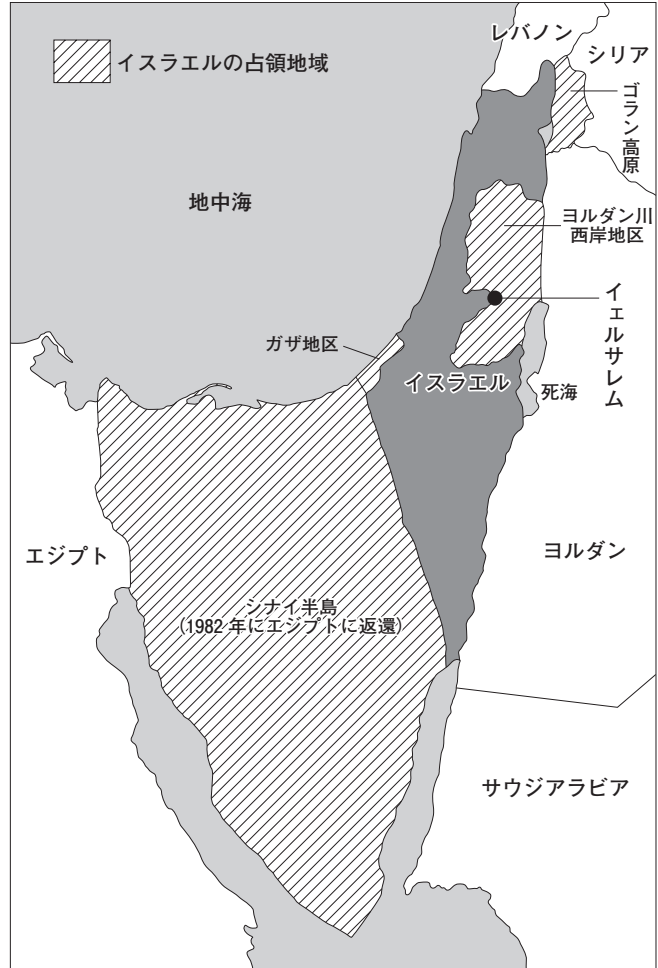 イスラエルの占領地域
レバノン
シリア
ゴラン高原
地中海
ヨルダン川
西岸地区
イェルサレム
ガザ地区
イスラエル
死海
エジプト
ヨルダン
シナイ半島
(1982年にエジプトに返還)
サウジアラビア